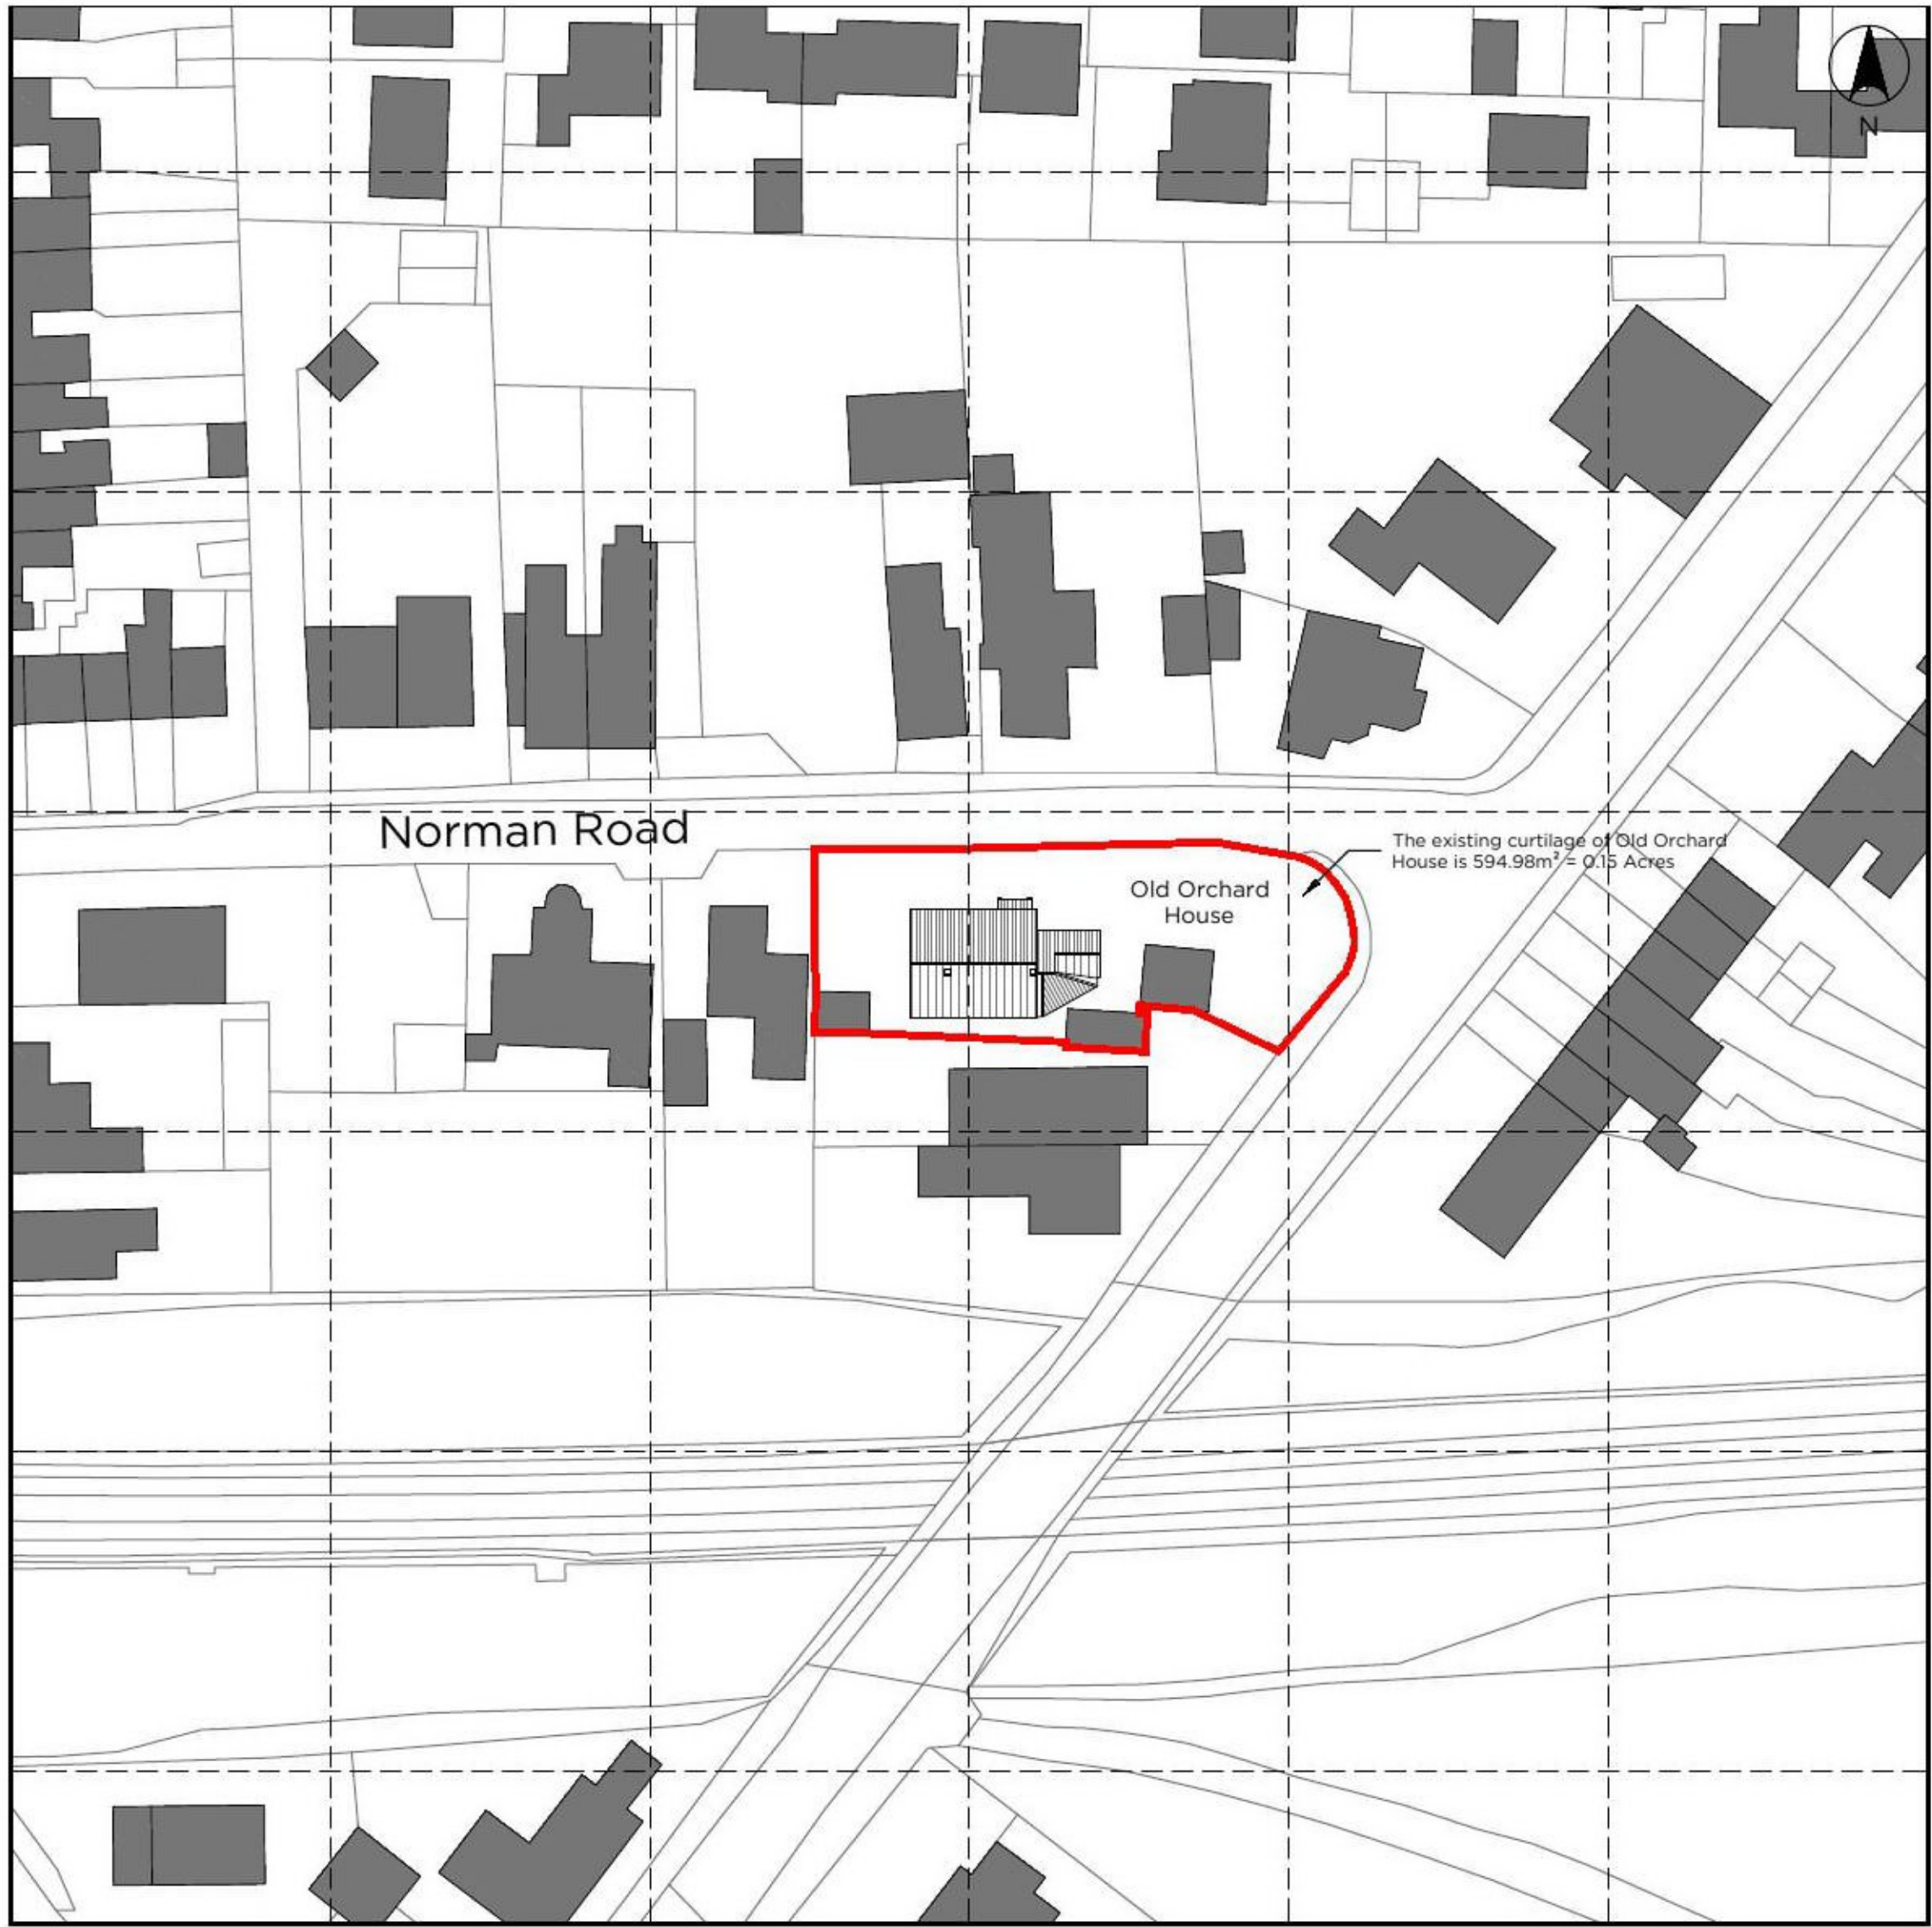 N
Norman Road
The existing curtilage of Old Orchard
House is 594.98m² = 0.15 Acres
Old Orchard
House